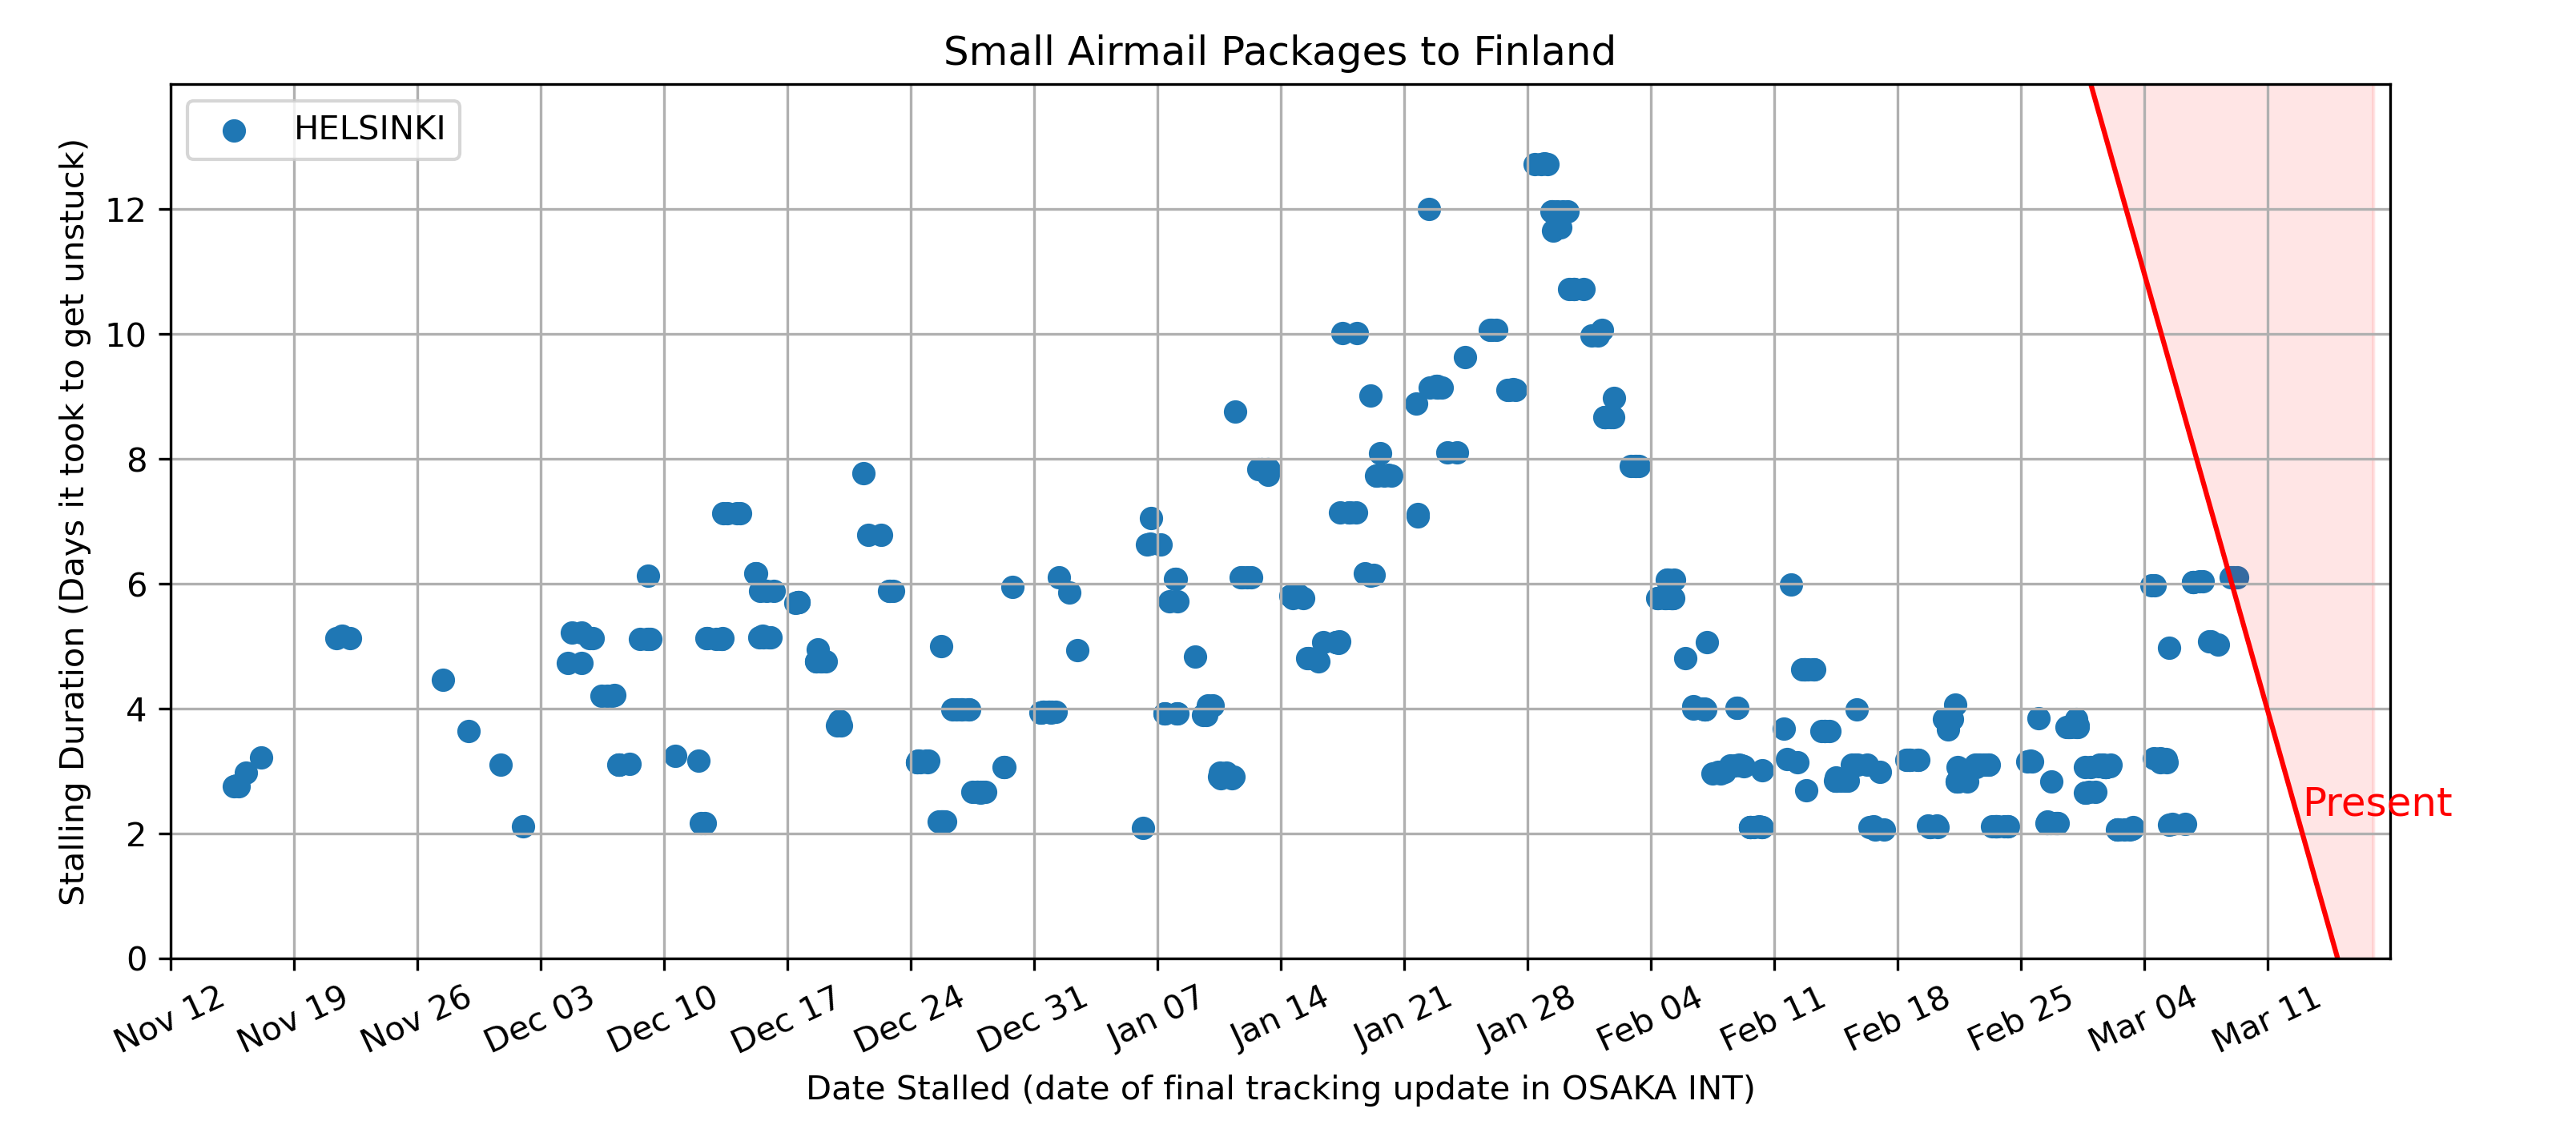 Small Airmail Packages to Finland
HELSINKI
Stalling Duration (Days it took to get unstuck)
12
10
8
6
4
2
0
Present
Nov 12
Nov 19
Nov 26
Dec 03
Dec 10
Dec 17
Dec 24
Dec 31
Jan 07
Jan 14
Jan 21
Jan 28
Feb 04
Feb 11
Feb 18
Feb 25
Mar 04
Mar 11
Date Stalled (date of final tracking update in OSAKA INT)